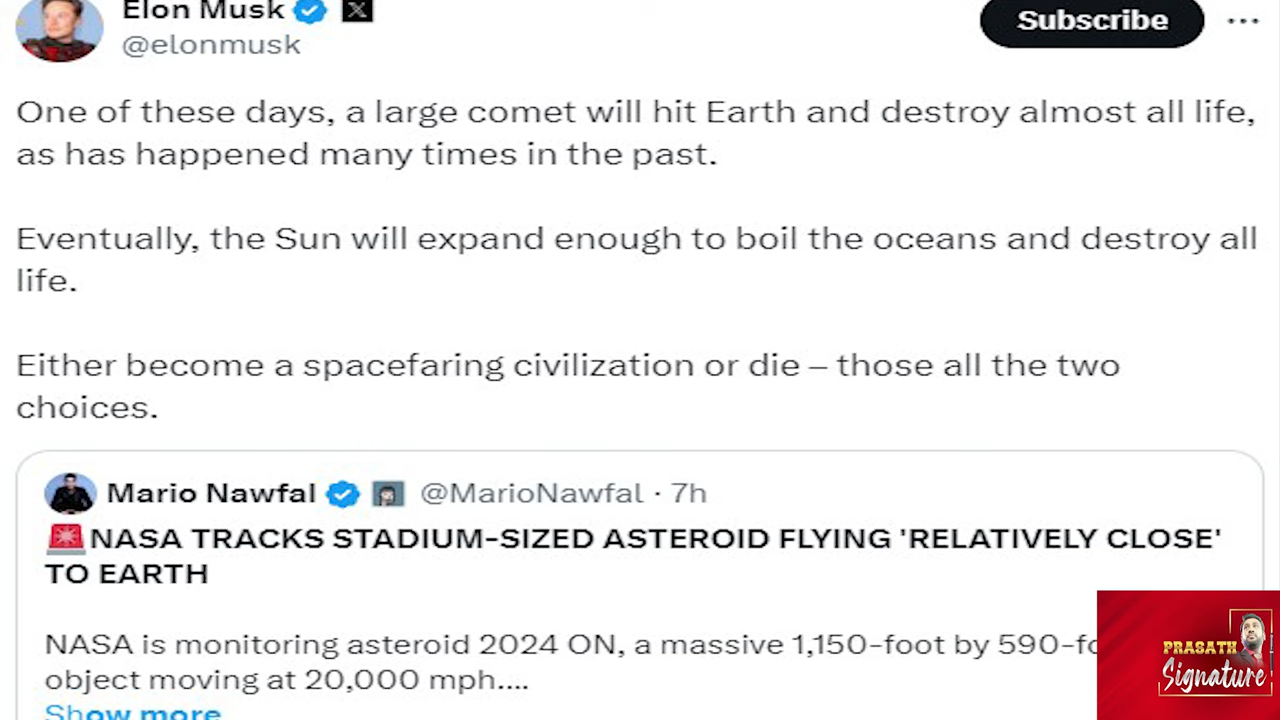 Elon Musk
@elonmusk
Subscribe
One of these days, a large comet will hit Earth and destroy almost all life,
as has happened many times in the past.
Eventually, the Sun will expand enough to boil the oceans and destroy all
life.
Either become a spacefaring civilization or die – those all the two
choices.
Mario Nawfal @MarioNawfal · 7h
🚨NASA TRACKS STADIUM-SIZED ASTEROID FLYING 'RELATIVELY CLOSE'
TO EARTH
NASA is monitoring asteroid 2024 ON, a massive 1,150-foot by 590-fo
object moving at 20,000 mph....
Show more
PRASATH
Signature